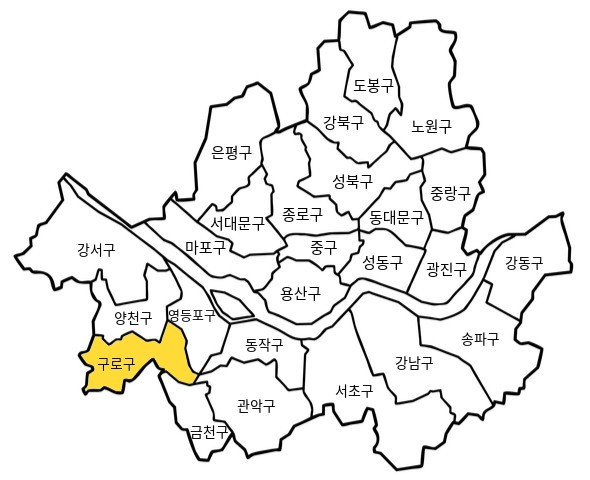 도봉구
강북구
노원구
은평구
성북구
중랑구
서대문구
종로구
동대문구
마포구
중구
강서구
성동구
광진구
강동구
용산구
양천구
영등포구
동작구
송파구
구로구
강남구
서초구
관악구
금천구